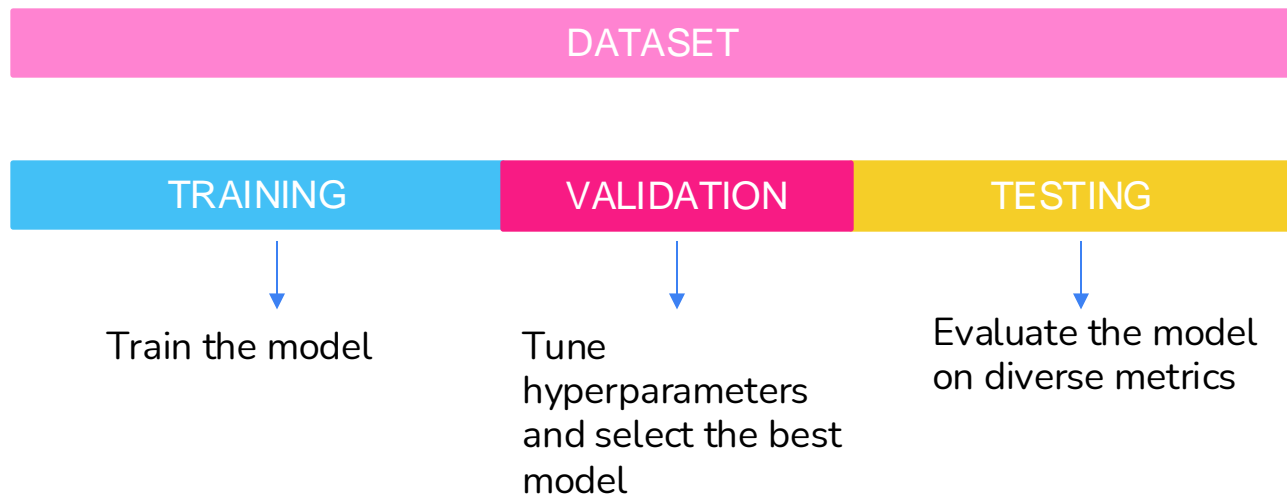 DATASET
TRAINING
VALIDATION
TESTING
Train the model
Tune
hyperparameters
and select the best
model
Evaluate the model
on diverse metrics